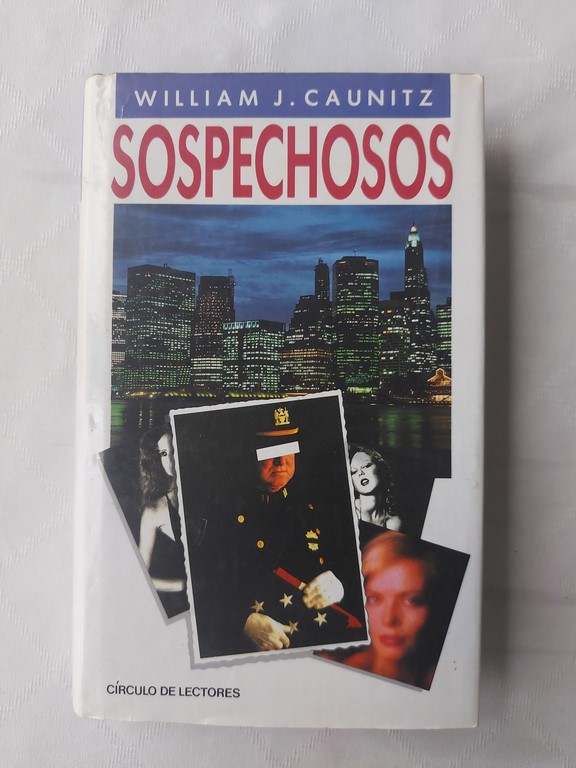 WILLIAM J. CAUNITZ
SOSPECHOSOS
CÍRCULO DE LECTORES